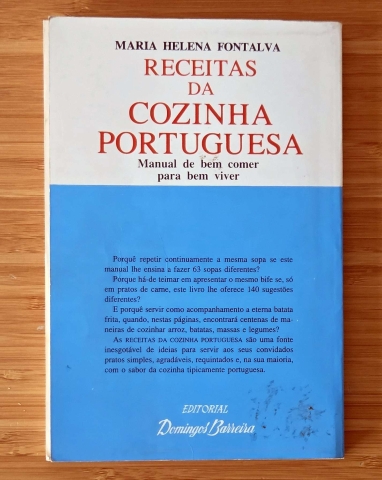 MARIA HELENA FONTALVA
RECEITAS
DA
COZINHA
PORTUGUESA
Manual de bem comer
para bem viver
Porquê repetir continuamente a mesma sopa se este
manual lhe ensina a fazer 63 sopas diferentes?
Porque há-de teimar em apresentar o mesmo bife se, só
em pratos de carne, este livro lhe oferece 140 sugestões
diferentes?
E porquê servir como acompanhamento a eterna batata
frita, quando, nestas páginas, encontrará centenas de ma-
neiras de cozinhar arroz, batatas, massas e legumes?
As RECEITAS DA COZINHA PORTUGUESA são uma fonte
inesgotável de ideias para servir aos seus convidados
pratos simples, agradáveis, requintados e, na sua maioria,
com o sabor da cozinha tipicamente portuguesa.
EDITORIAL
Domingos Barreira